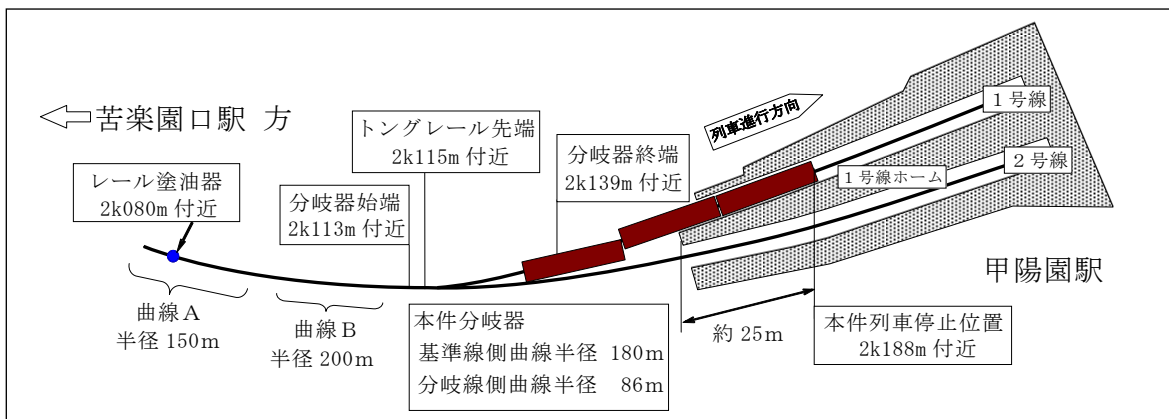 苦楽園口駅 方
レール塗油器
2k080m 付近
分岐器始端
2k113m 付近
トングレール先端
2k115m 付近
分岐器終端
2k139m 付近
列車進行方向
1号線
2号線
1号線ホーム
甲陽園駅
曲線A
半径 150m
曲線B
半径 200m
本件分岐器
基準線側曲線半径 180m
分岐線側曲線半径 86m
約 25m
本件列車停止位置
2k188m 付近